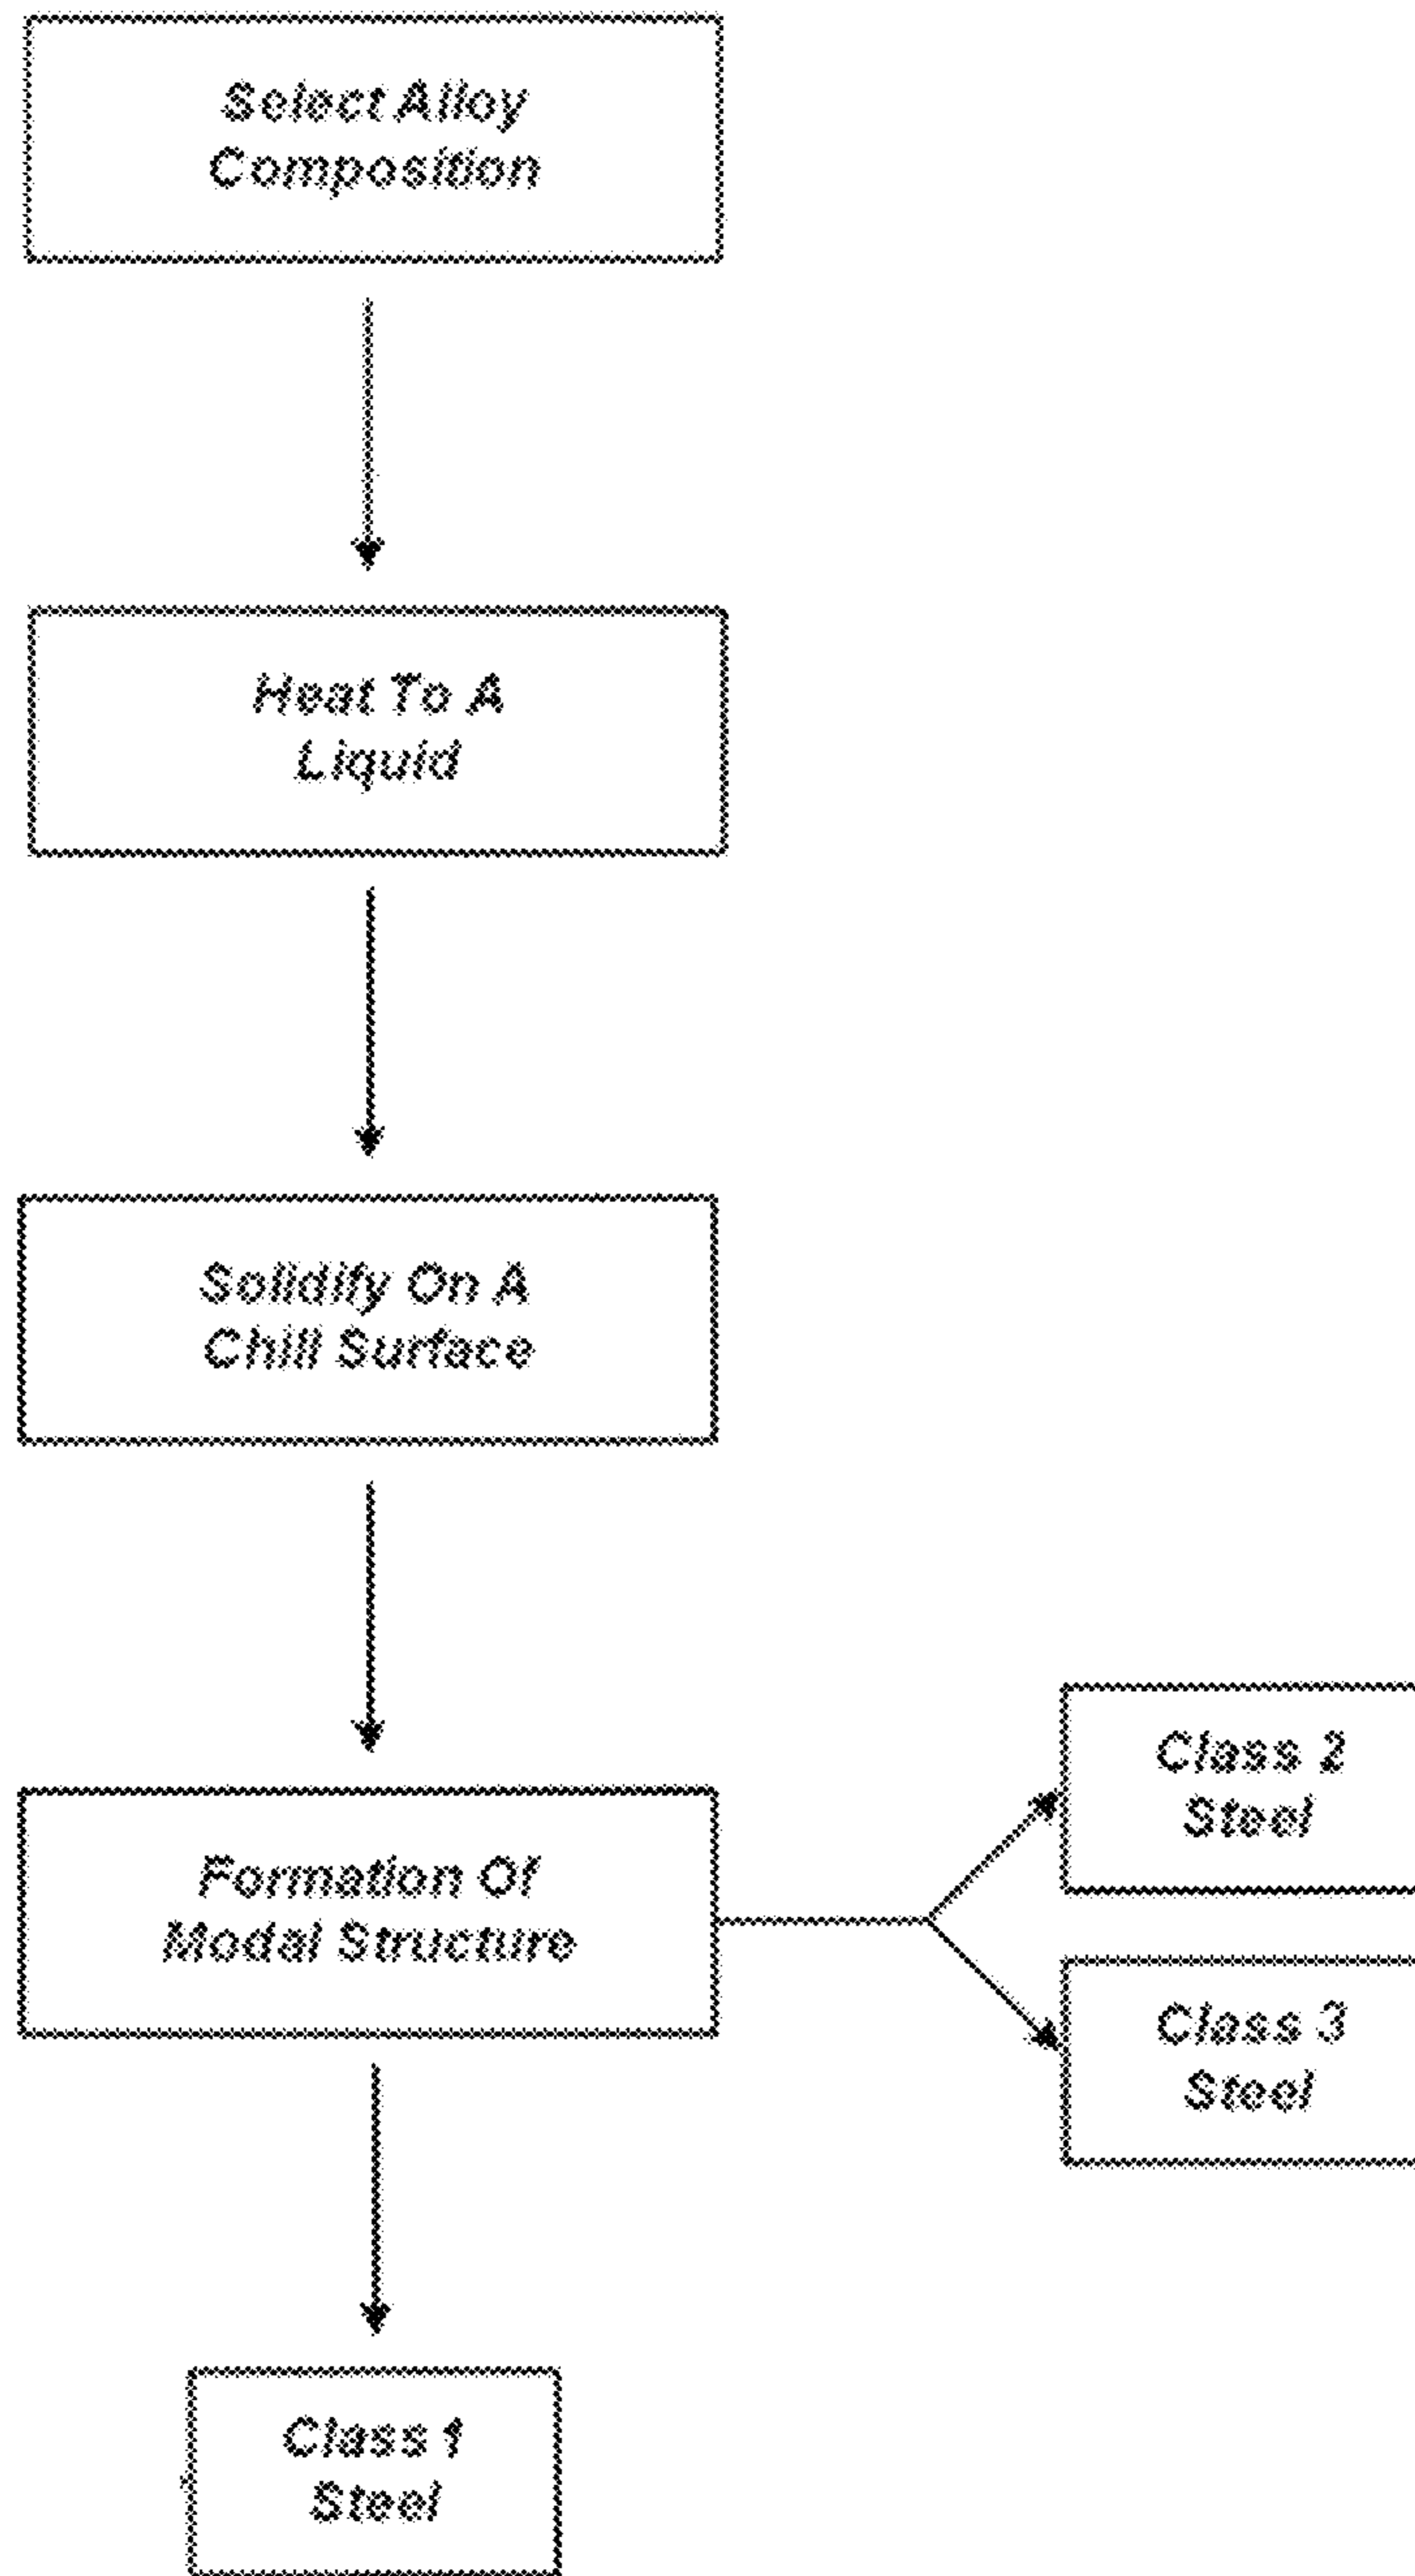 Select Alloy
Composition
Heat To A
Liquid
Solidify On A
Chill Surface
Formation Of
Modal Structure
Class 2
Steel
Class 3
Steel
Class 1
Steel